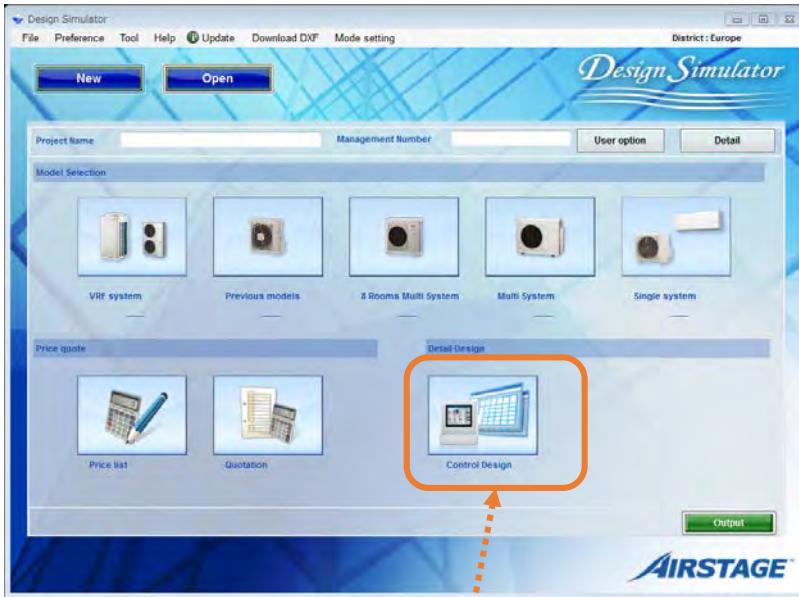 Design Simulator
File Preference Tool Help Update Download DXF Mode setting District : Europe
New Open Design Simulator
Project Name Management Number User option Detail
Model Selection
VRF system Previous models 8 Rooms Multi System Multi System Single system
Price quote Detail Design
Price list Quotation Control Design
Output
AIRSTAGE